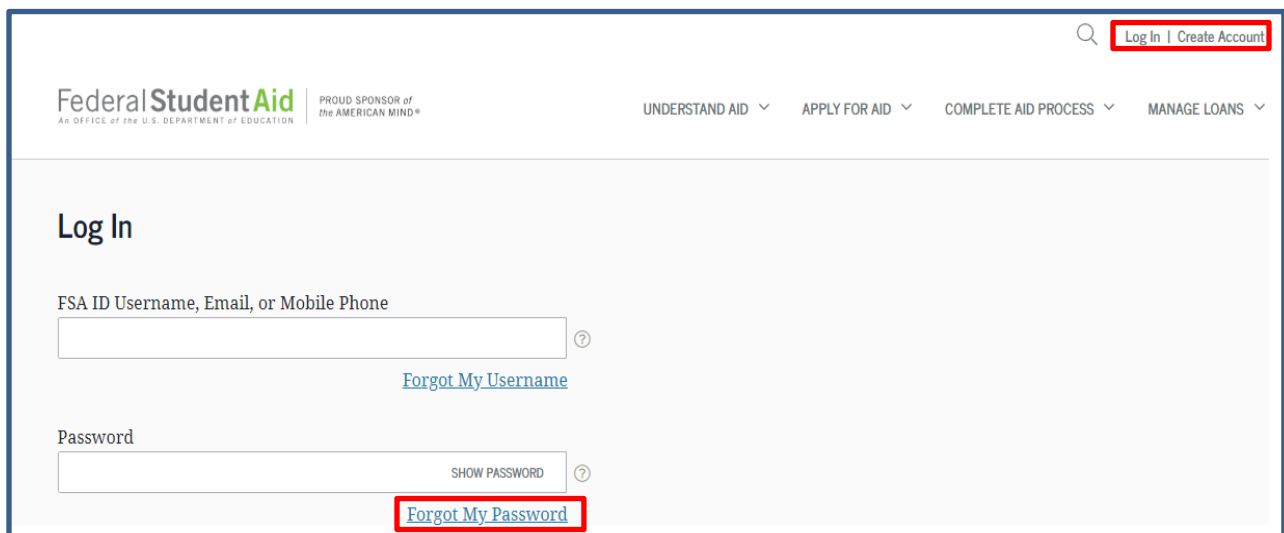 Log In | Create Account
Federal Student Aid
An OFFICE of the U.S. DEPARTMENT of EDUCATION
PROUD SPONSOR of
the AMERICAN MIND®
UNDERSTAND AID
APPLY FOR AID
COMPLETE AID PROCESS
MANAGE LOANS
Log In
FSA ID Username, Email, or Mobile Phone
?
Forgot My Username
Password
SHOW PASSWORD
?
Forgot My Password